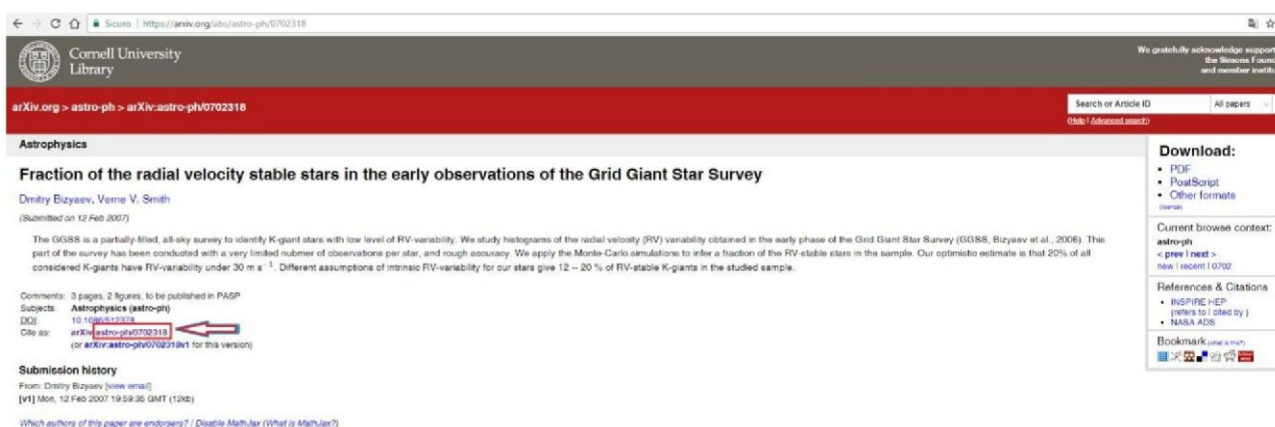 Sicuro | https://arxiv.org/abs/astro-ph/0702318
Cornell University
Library
We gratefully acknowledge support
the Simons Found
and member instit
arXiv.org > astro-ph > arXiv:astro-ph/0702318
Search or Article ID
All papers
(Help | Advanced search)
Astrophysics
Fraction of the radial velocity stable stars in the early observations of the Grid Giant Star Survey
Dmitry Bizyaev, Verne V. Smith
(Submitted on 12 Feb 2007)
The GGSS is a partially-filled, all-sky survey to identify K-giant stars with low level of RV-variability. We study histograms of the radial velocity (RV) variability obtained in the early phase of the Grid Giant Star Survey (GGSS, Bizyaev et al., 2006). This
part of the survey has been conducted with a very limited nubmer of observations per star, and rough accuracy. We apply the Monte-Carlo simulations to infer a fraction of the RV-stable stars in the sample. Our optimistic estimate is that 20% of all
considered K-giants have RV-variability under 30 m s⁻¹. Different assumptions of intrinsic RV-variability for our stars give 12 -- 20 % of RV-stable K-giants in the studied sample.
Comments: 3 pages, 2 figures, to be published in PASP
Subjects: Astrophysics (astro-ph)
DOI: 10.1086/512378
Cite as: arXiv:astro-ph/0702318
(or arXiv:astro-ph/0702318v1 for this version)
Submission history
From: Dmitry Bizyaev [view email]
[v1] Mon, 12 Feb 2007 19:59:35 GMT (12kb)
Which authors of this paper are endorsers? | Disable MathJax (What is MathJax?)
Download:
PDF
PostScript
Other formats
(license)
Current browse context:
astro-ph
< prev | next >
new | recent | 0702
References & Citations
INSPIRE HEP
(refers to | cited by )
NASA ADS
Bookmark (what is this?)